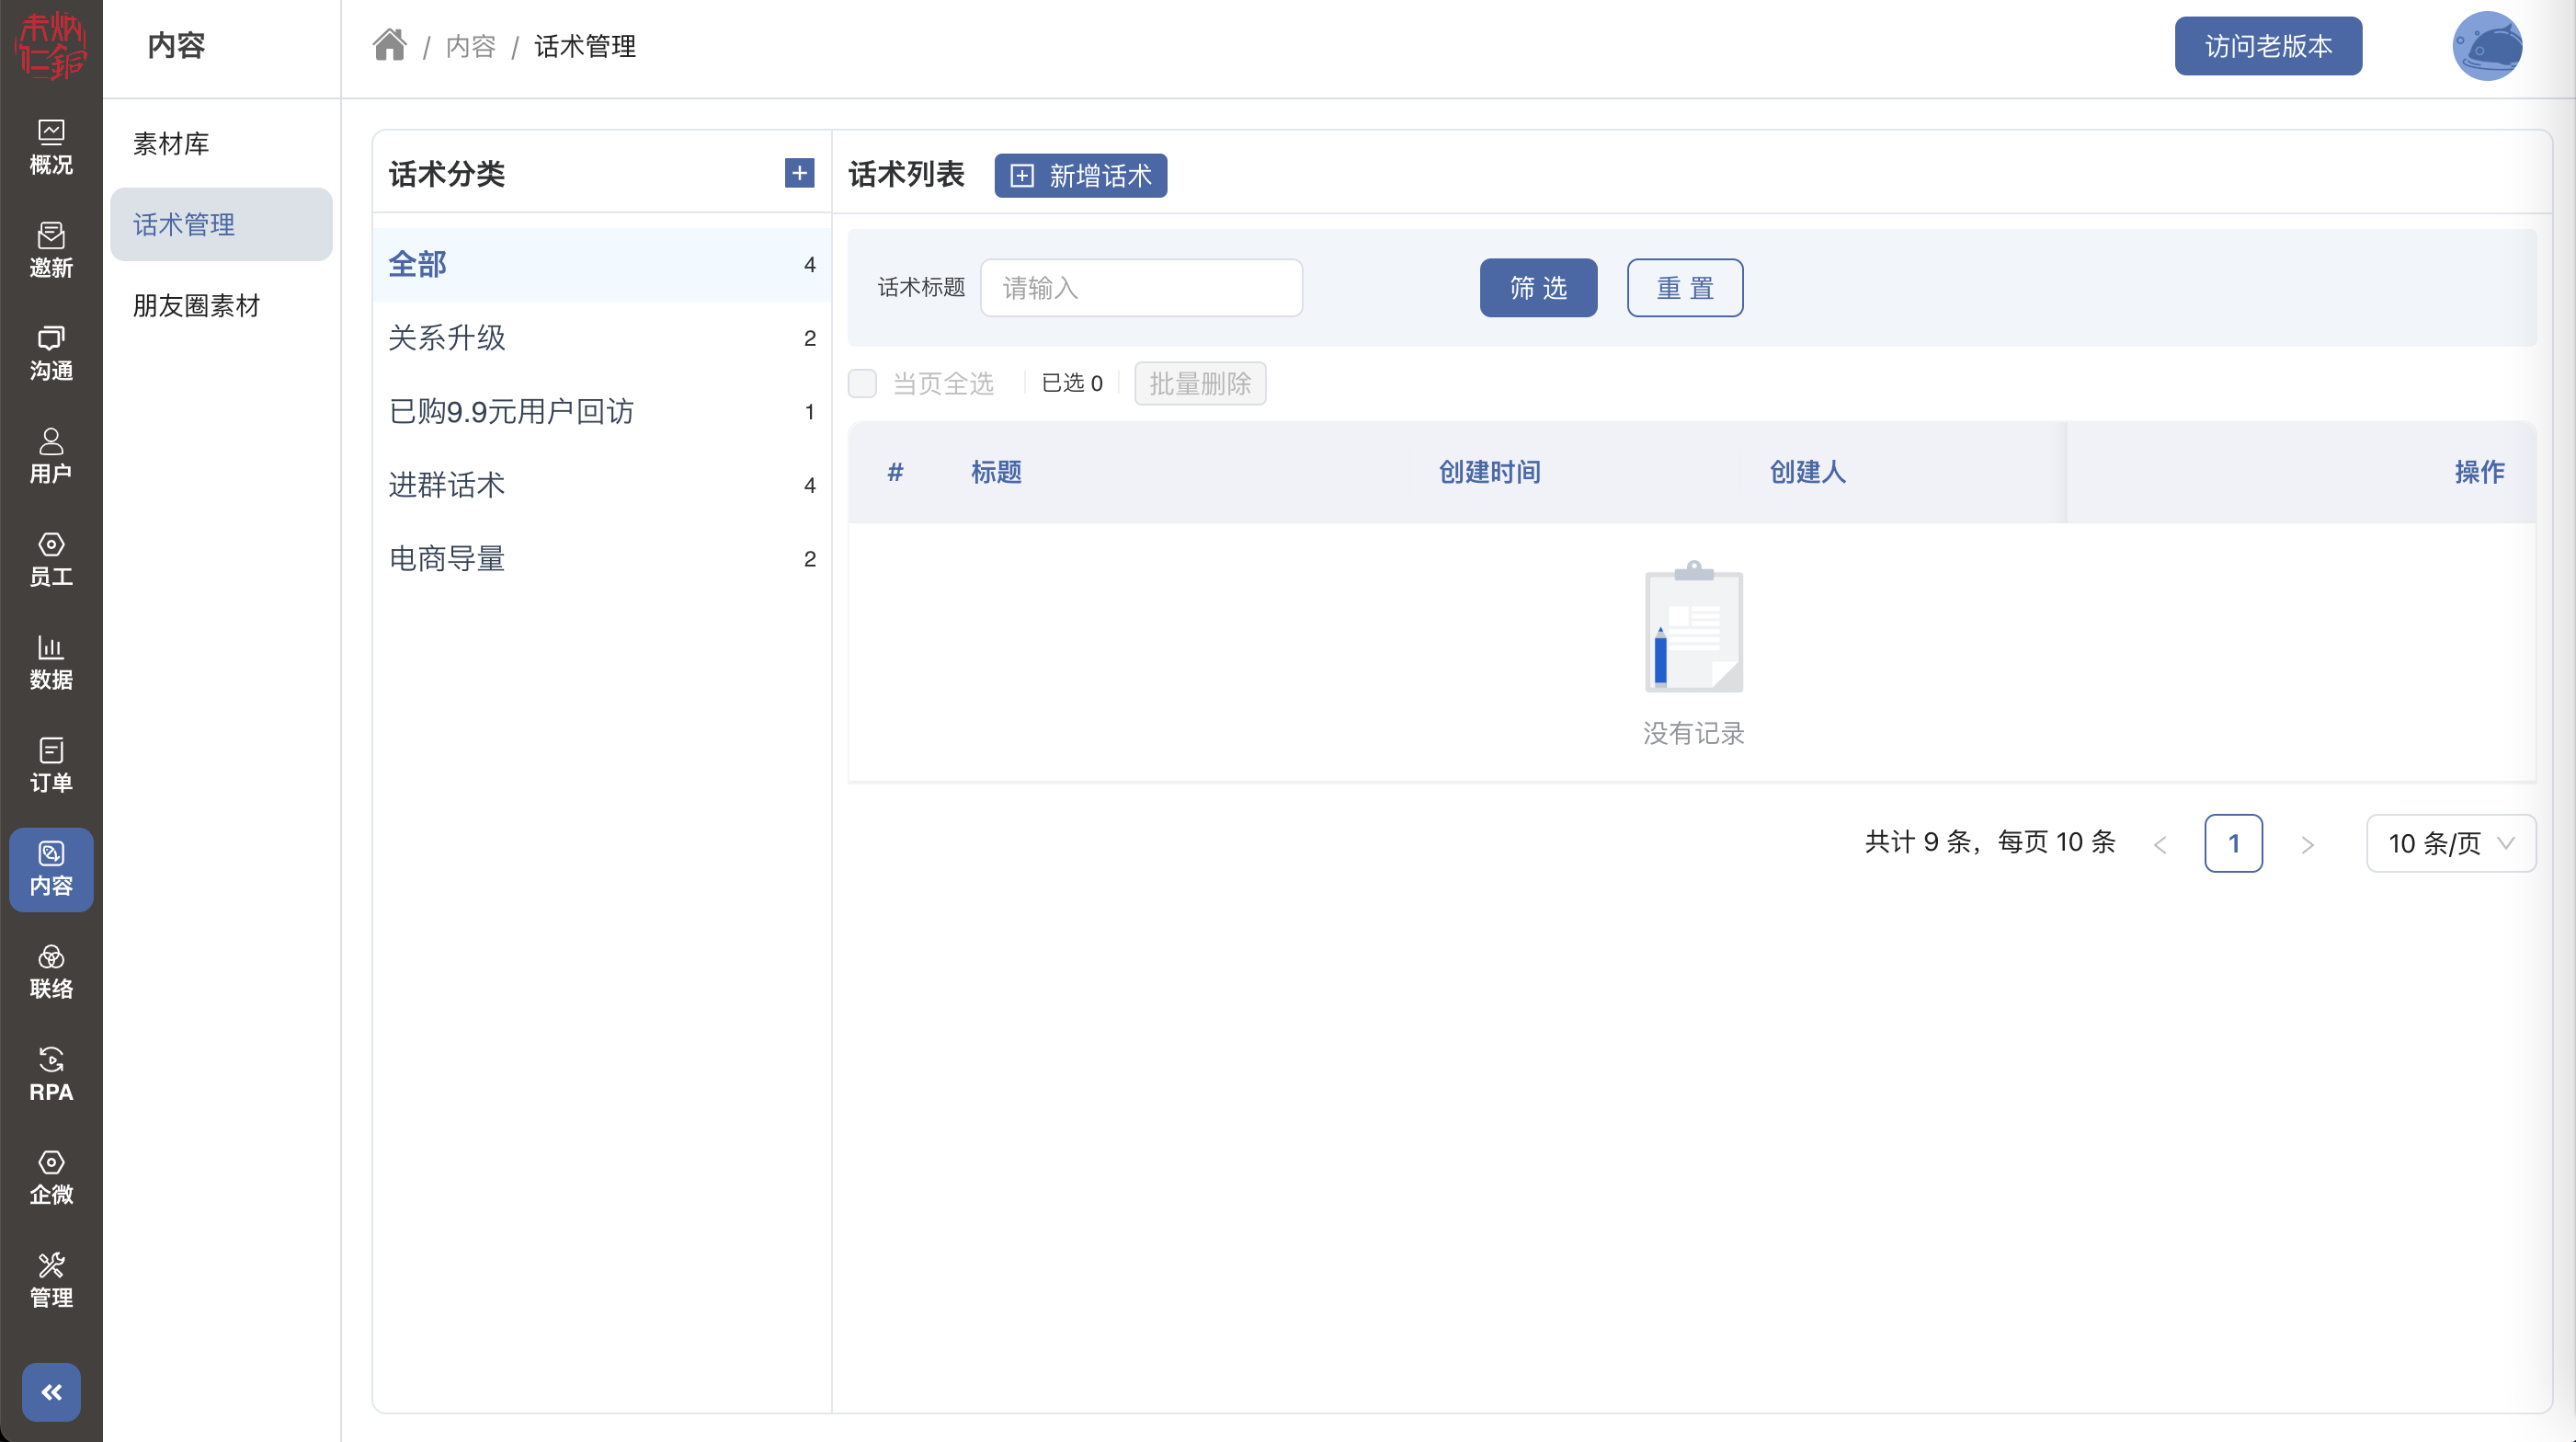 未炳
仁銅
概况
邀新
沟通
用户
员工
数据
订单
内容
联络
RPA
企微
管理
内容
素材库
话术管理
朋友圈素材
/ 内容 / 话术管理
访问老版本
话术分类
全部 4
关系升级 2
已购9.9元用户回访 1
进群话术 4
电商导量 2
话术列表 新增话术
话术标题 请输入 筛 选 重 置
当页全选 已选 0 批量删除
# 标题 创建时间 创建人 操作
没有记录
共计 9 条，每页 10 条 < 1 > 10 条/页